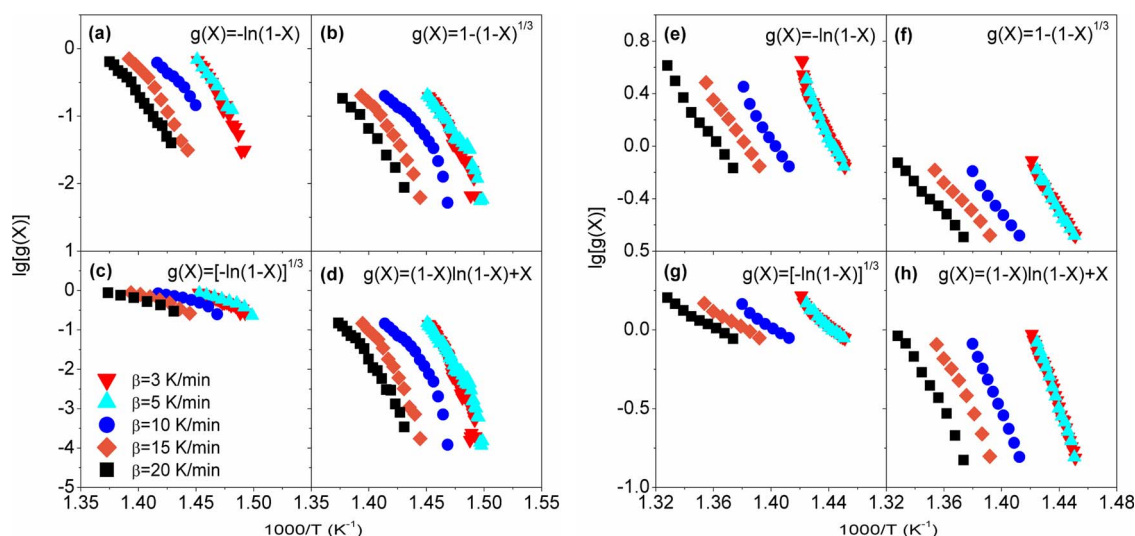 (a) g(X)=-ln(1-X)
(b) g(X)=1-(1-X)1/3
(c) g(X)=[-ln(1-X)]1/3
(d) g(X)=(1-X)ln(1-X)+X
0
-1
-2
1
0
-1
-2
-3
-4
-5
lg[g(X)]
β=3 K/min
β=5 K/min
β=10 K/min
β=15 K/min
β=20 K/min
1.35 1.40 1.45 1.50 1.40 1.45 1.50 1.55
1000/T (K-1)
(e) g(X)=-ln(1-X)
(f) g(X)=1-(1-X)1/3
(g) g(X)=[-ln(1-X)]1/3
(h) g(X)=(1-X)ln(1-X)+X
0.8
0.4
0.0
-0.4
0.5
0.0
-0.5
-1.0
lg[g(X)]
1.32 1.36 1.40 1.44 1.32 1.36 1.40 1.44 1.48
1000/T (K-1)